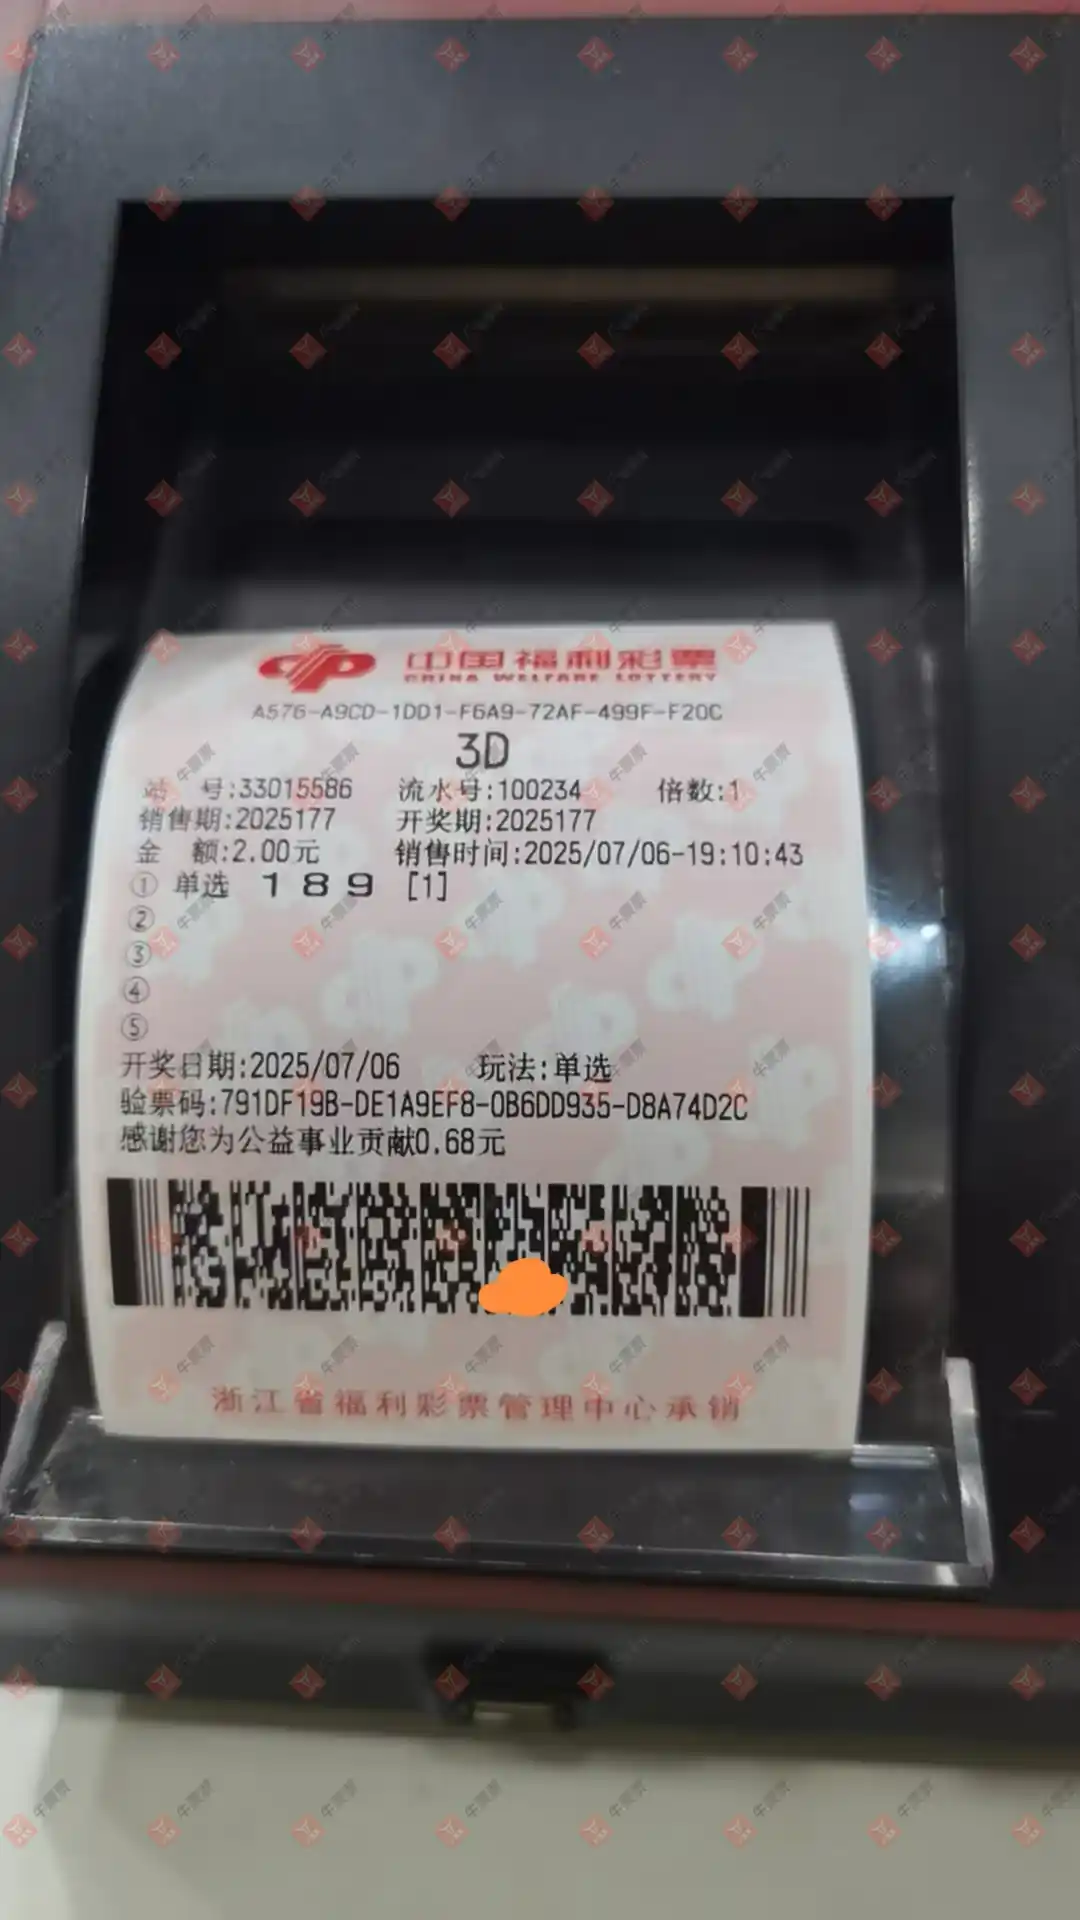 中国福利彩票
CHINA WELFARE LOTTERY
A576-A9CD-1DD1-F6A9-72AF-499F-F20C
3D
站 号:33015586 流水号:100234 倍数:1
销售期:2025177 开奖期:2025177
金 额:2.00元 销售时间:2025/07/06-19:10:43
① 单选 1 8 9 [1]
②
③
④
⑤
开奖日期:2025/07/06 玩法:单选
验票码:791DF19B-DE1A9EF8-0B6DD935-D8A74D2C
感谢您为公益事业贡献0.68元
浙江省福利彩票管理中心承销
牛票票